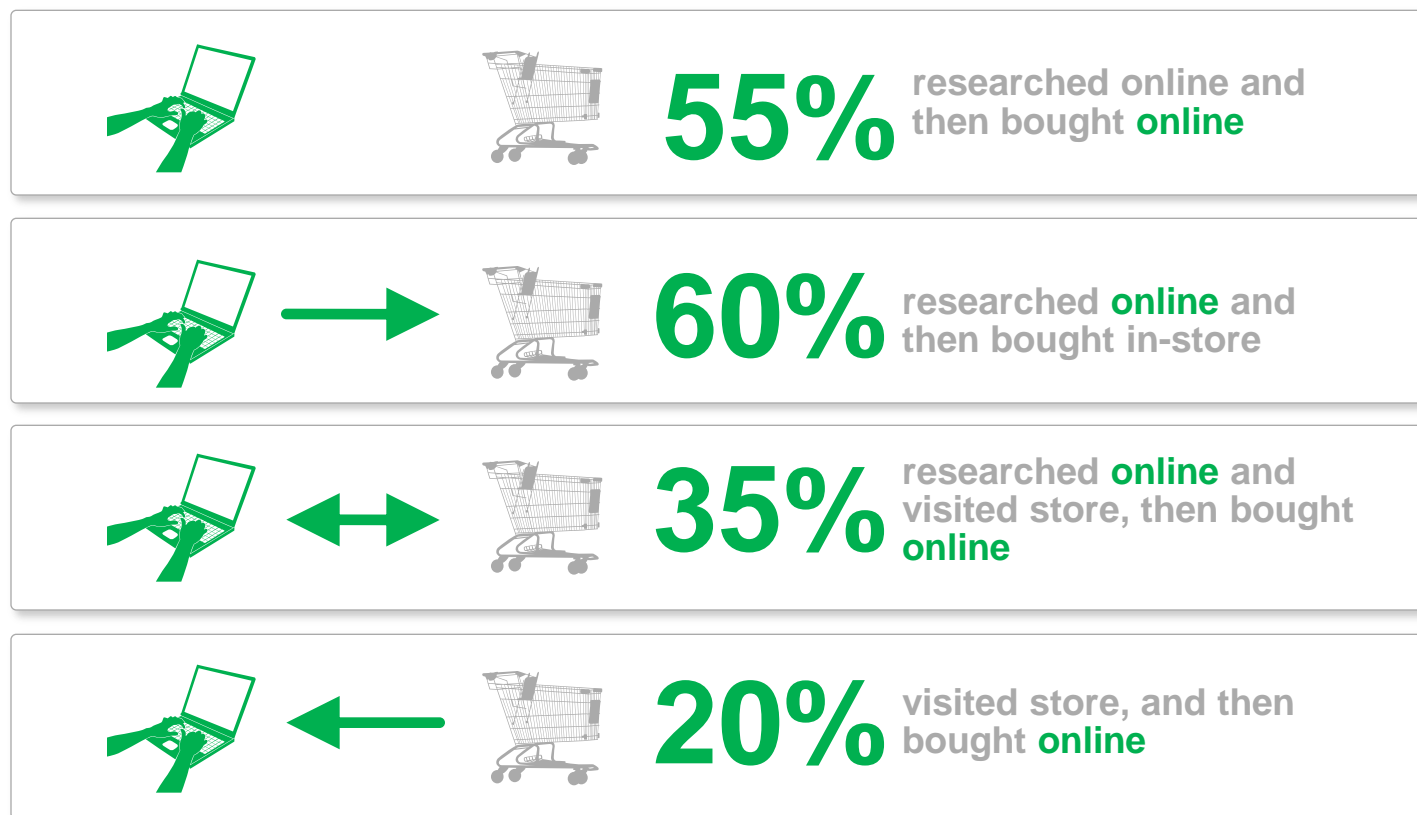 55%
researched online and
then bought online
60%
researched online and
then bought in-store
35%
researched online and
visited store, then bought
online
20%
visited store, and then
bought online